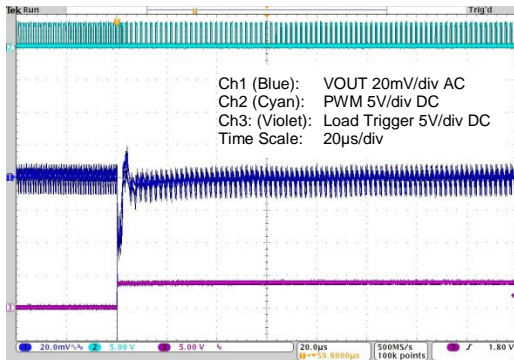 Tek Run Trig'd
Ch1 (Blue): VOUT 20mV/div AC
Ch2 (Cyan): PWM 5V/div DC
Ch3: (Violet): Load Trigger 5V/div DC
Time Scale: 20µs/div
1 20.0mV 2 5.00 V 3 5.00 V 20.0µs 500MS/s 3 1.80 V
59.8000µs 100k points